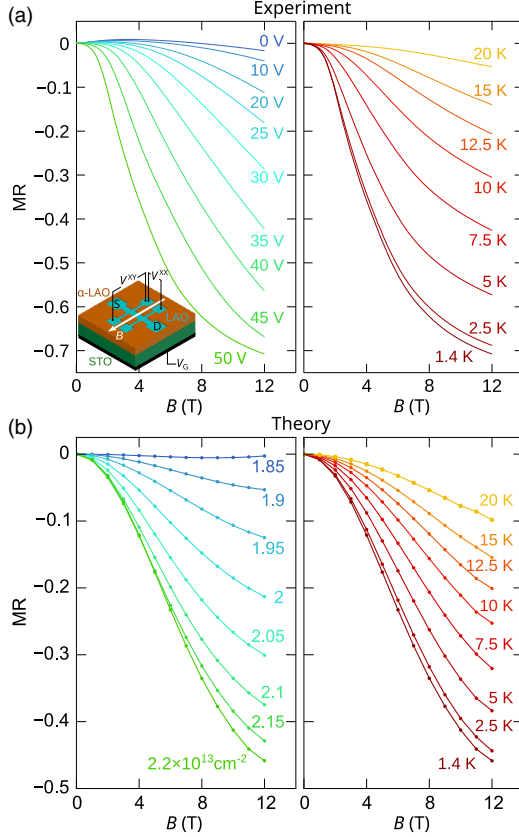 Experiment
(a)
0
−0.1
−0.2
−0.3
−0.4
−0.5
−0.6
−0.7
MR
0 V
10 V
20 V
25 V
30 V
35 V
40 V
45 V
50 V
V^XY
V^XX
α-LAO
S
LAO
B
D
STO
V_G
0 4 8 12
B (T)
20 K
15 K
12.5 K
10 K
7.5 K
5 K
2.5 K
1.4 K
0 4 8 12
B (T)
Theory
(b)
0
−0.1
−0.2
−0.3
−0.4
−0.5
MR
1.85
1.9
1.95
2
2.05
2.1
2.15
2.2×10¹³cm⁻²
0 4 8 12
B (T)
20 K
15 K
12.5 K
10 K
7.5 K
5 K
2.5 K
1.4 K
0 4 8 12
B (T)